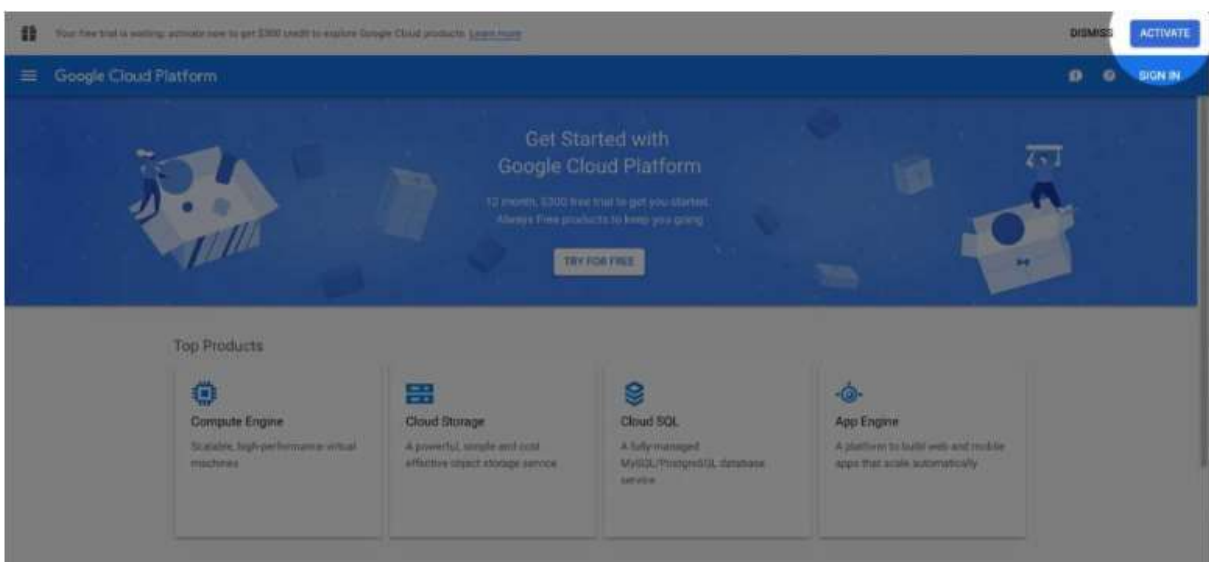 Your free trial is waiting: activate now to get $300 credit to explore Google Cloud products. Learn more
DISMISS
ACTIVATE
Google Cloud Platform
SIGN IN
Get Started with
Google Cloud Platform
12 month, $300 free trial to get you started.
Always Free products to keep you going
TRY FOR FREE
Top Products
Compute Engine
Scalable, high-performance virtual
machines
Cloud Storage
A powerful, simple and cost
effective object storage service
Cloud SQL
A fully-managed
MySQL/PostgreSQL database
service
App Engine
A platform to build web and mobile
apps that scale automatically